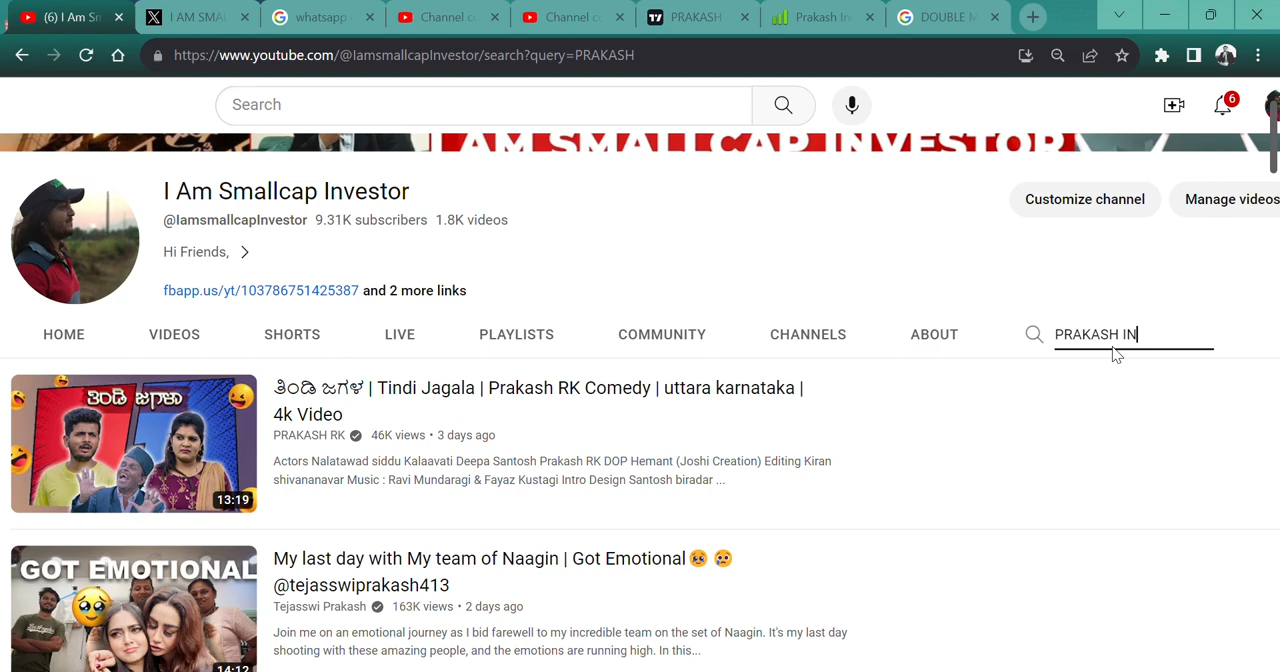 (6) I Am Sm
I AM SMA
whatsapp
Channel c
Channel c
PRAKASH
Prakash In
DOUBLE M
https://www.youtube.com/@IamsmallcapInvestor/search?query=PRAKASH
Search
6
I AM SMALLCAP INVESTOR
I Am Smallcap Investor
@IamsmallcapInvestor 9.31K subscribers 1.8K videos
Customize channel
Manage videos
Hi Friends,
fbapp.us/yt/103786751425387 and 2 more links
HOME VIDEOS SHORTS LIVE PLAYLISTS COMMUNITY CHANNELS ABOUT PRAKASH IN
ತಿಂಡಿ ಜಗಳಾ
13:19
ತಿಂಡಿ ಜಗಳ | Tindi Jagala | Prakash RK Comedy | uttara karnataka |
4k Video
PRAKASH RK 46K views • 3 days ago
Actors Nalatawad siddu Kalaavati Deepa Santosh Prakash RK DOP Hemant (Joshi Creation) Editing Kiran
shivananavar Music : Ravi Mundaragi & Fayaz Kustagi Intro Design Santosh biradar ...
GOT EMOTIONAL
14:12
My last day with My team of Naagin | Got Emotional🥺 😢
@tejasswiprakash413
Tejasswi Prakash 163K views • 2 days ago
Join me on an emotional journey as I bid farewell to my incredible team on the set of Naagin. It's my last day
shooting with these amazing people, and the emotions are running high. In this...